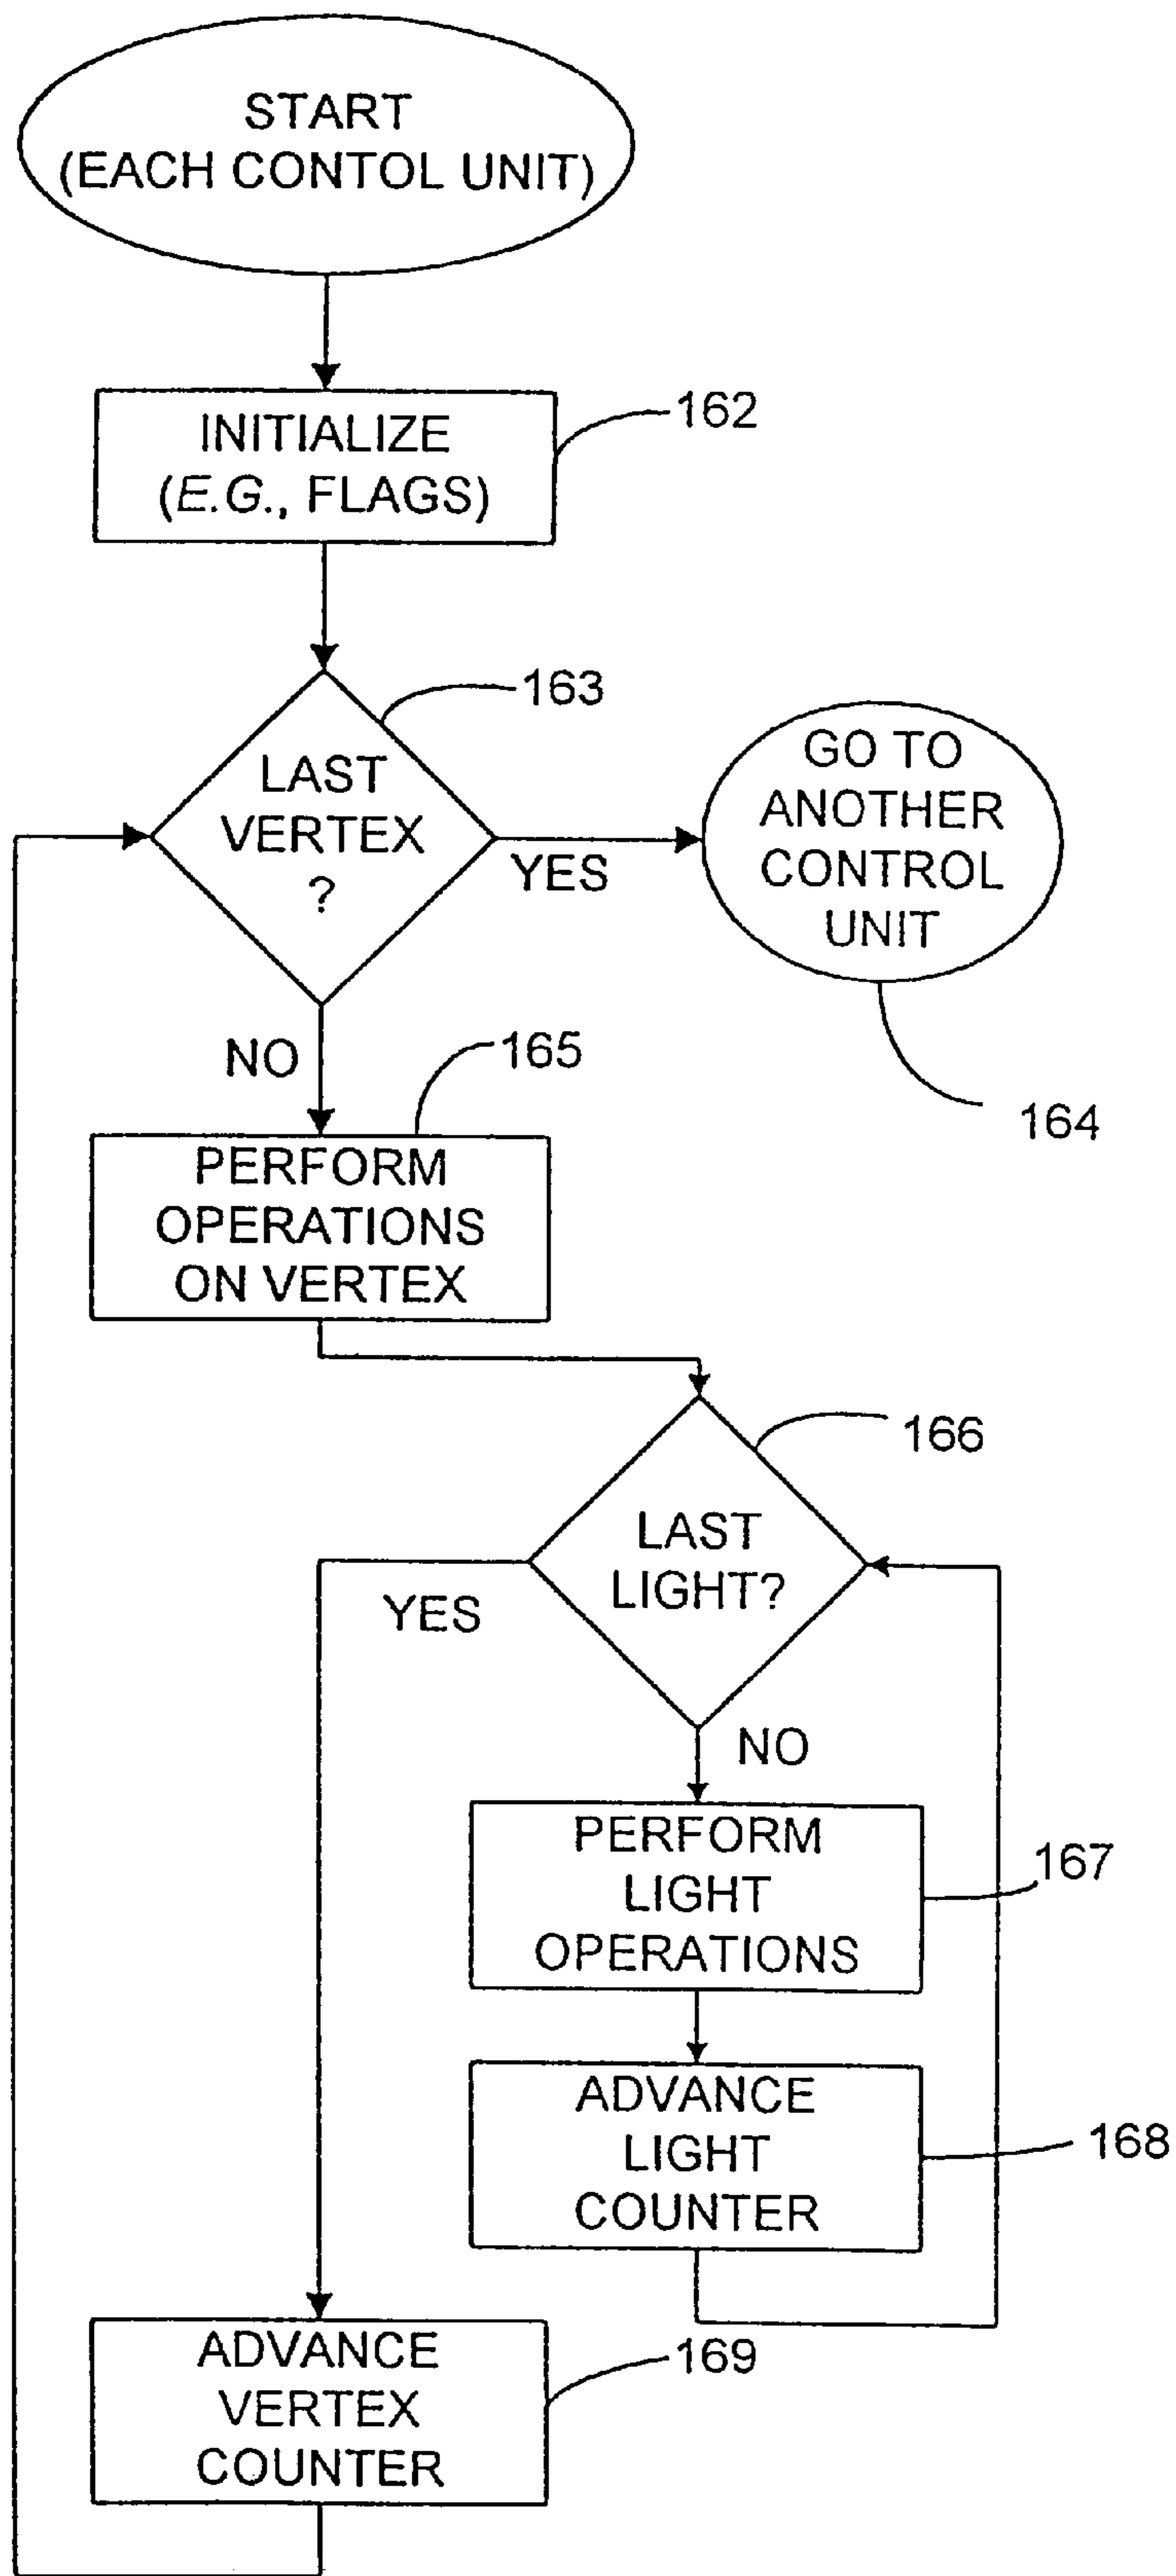 START
(EACH CONTOL UNIT)
INITIALIZE
(E.G., FLAGS)
162
LAST
VERTEX
?
163
YES
GO TO
ANOTHER
CONTROL
UNIT
164
NO
165
PERFORM
OPERATIONS
ON VERTEX
166
LAST
LIGHT?
YES
NO
PERFORM
LIGHT
OPERATIONS
167
ADVANCE
LIGHT
COUNTER
168
ADVANCE
VERTEX
COUNTER
169